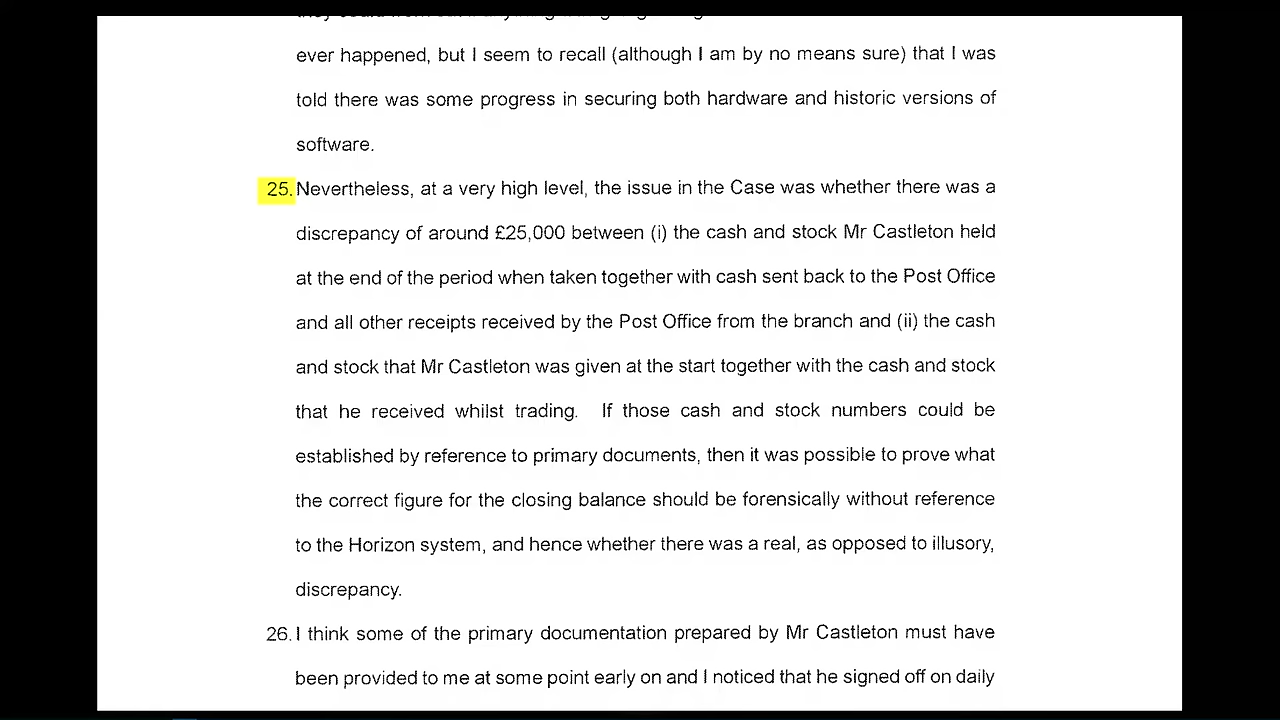 ever happened, but I seem to recall (although I am by no means sure) that I was
told there was some progress in securing both hardware and historic versions of
software.
25. Nevertheless, at a very high level, the issue in the Case was whether there was a
discrepancy of around £25,000 between (i) the cash and stock Mr Castleton held
at the end of the period when taken together with cash sent back to the Post Office
and all other receipts received by the Post Office from the branch and (ii) the cash
and stock that Mr Castleton was given at the start together with the cash and stock
that he received whilst trading. If those cash and stock numbers could be
established by reference to primary documents, then it was possible to prove what
the correct figure for the closing balance should be forensically without reference
to the Horizon system, and hence whether there was a real, as opposed to illusory,
discrepancy.
26. I think some of the primary documentation prepared by Mr Castleton must have
been provided to me at some point early on and I noticed that he signed off on daily